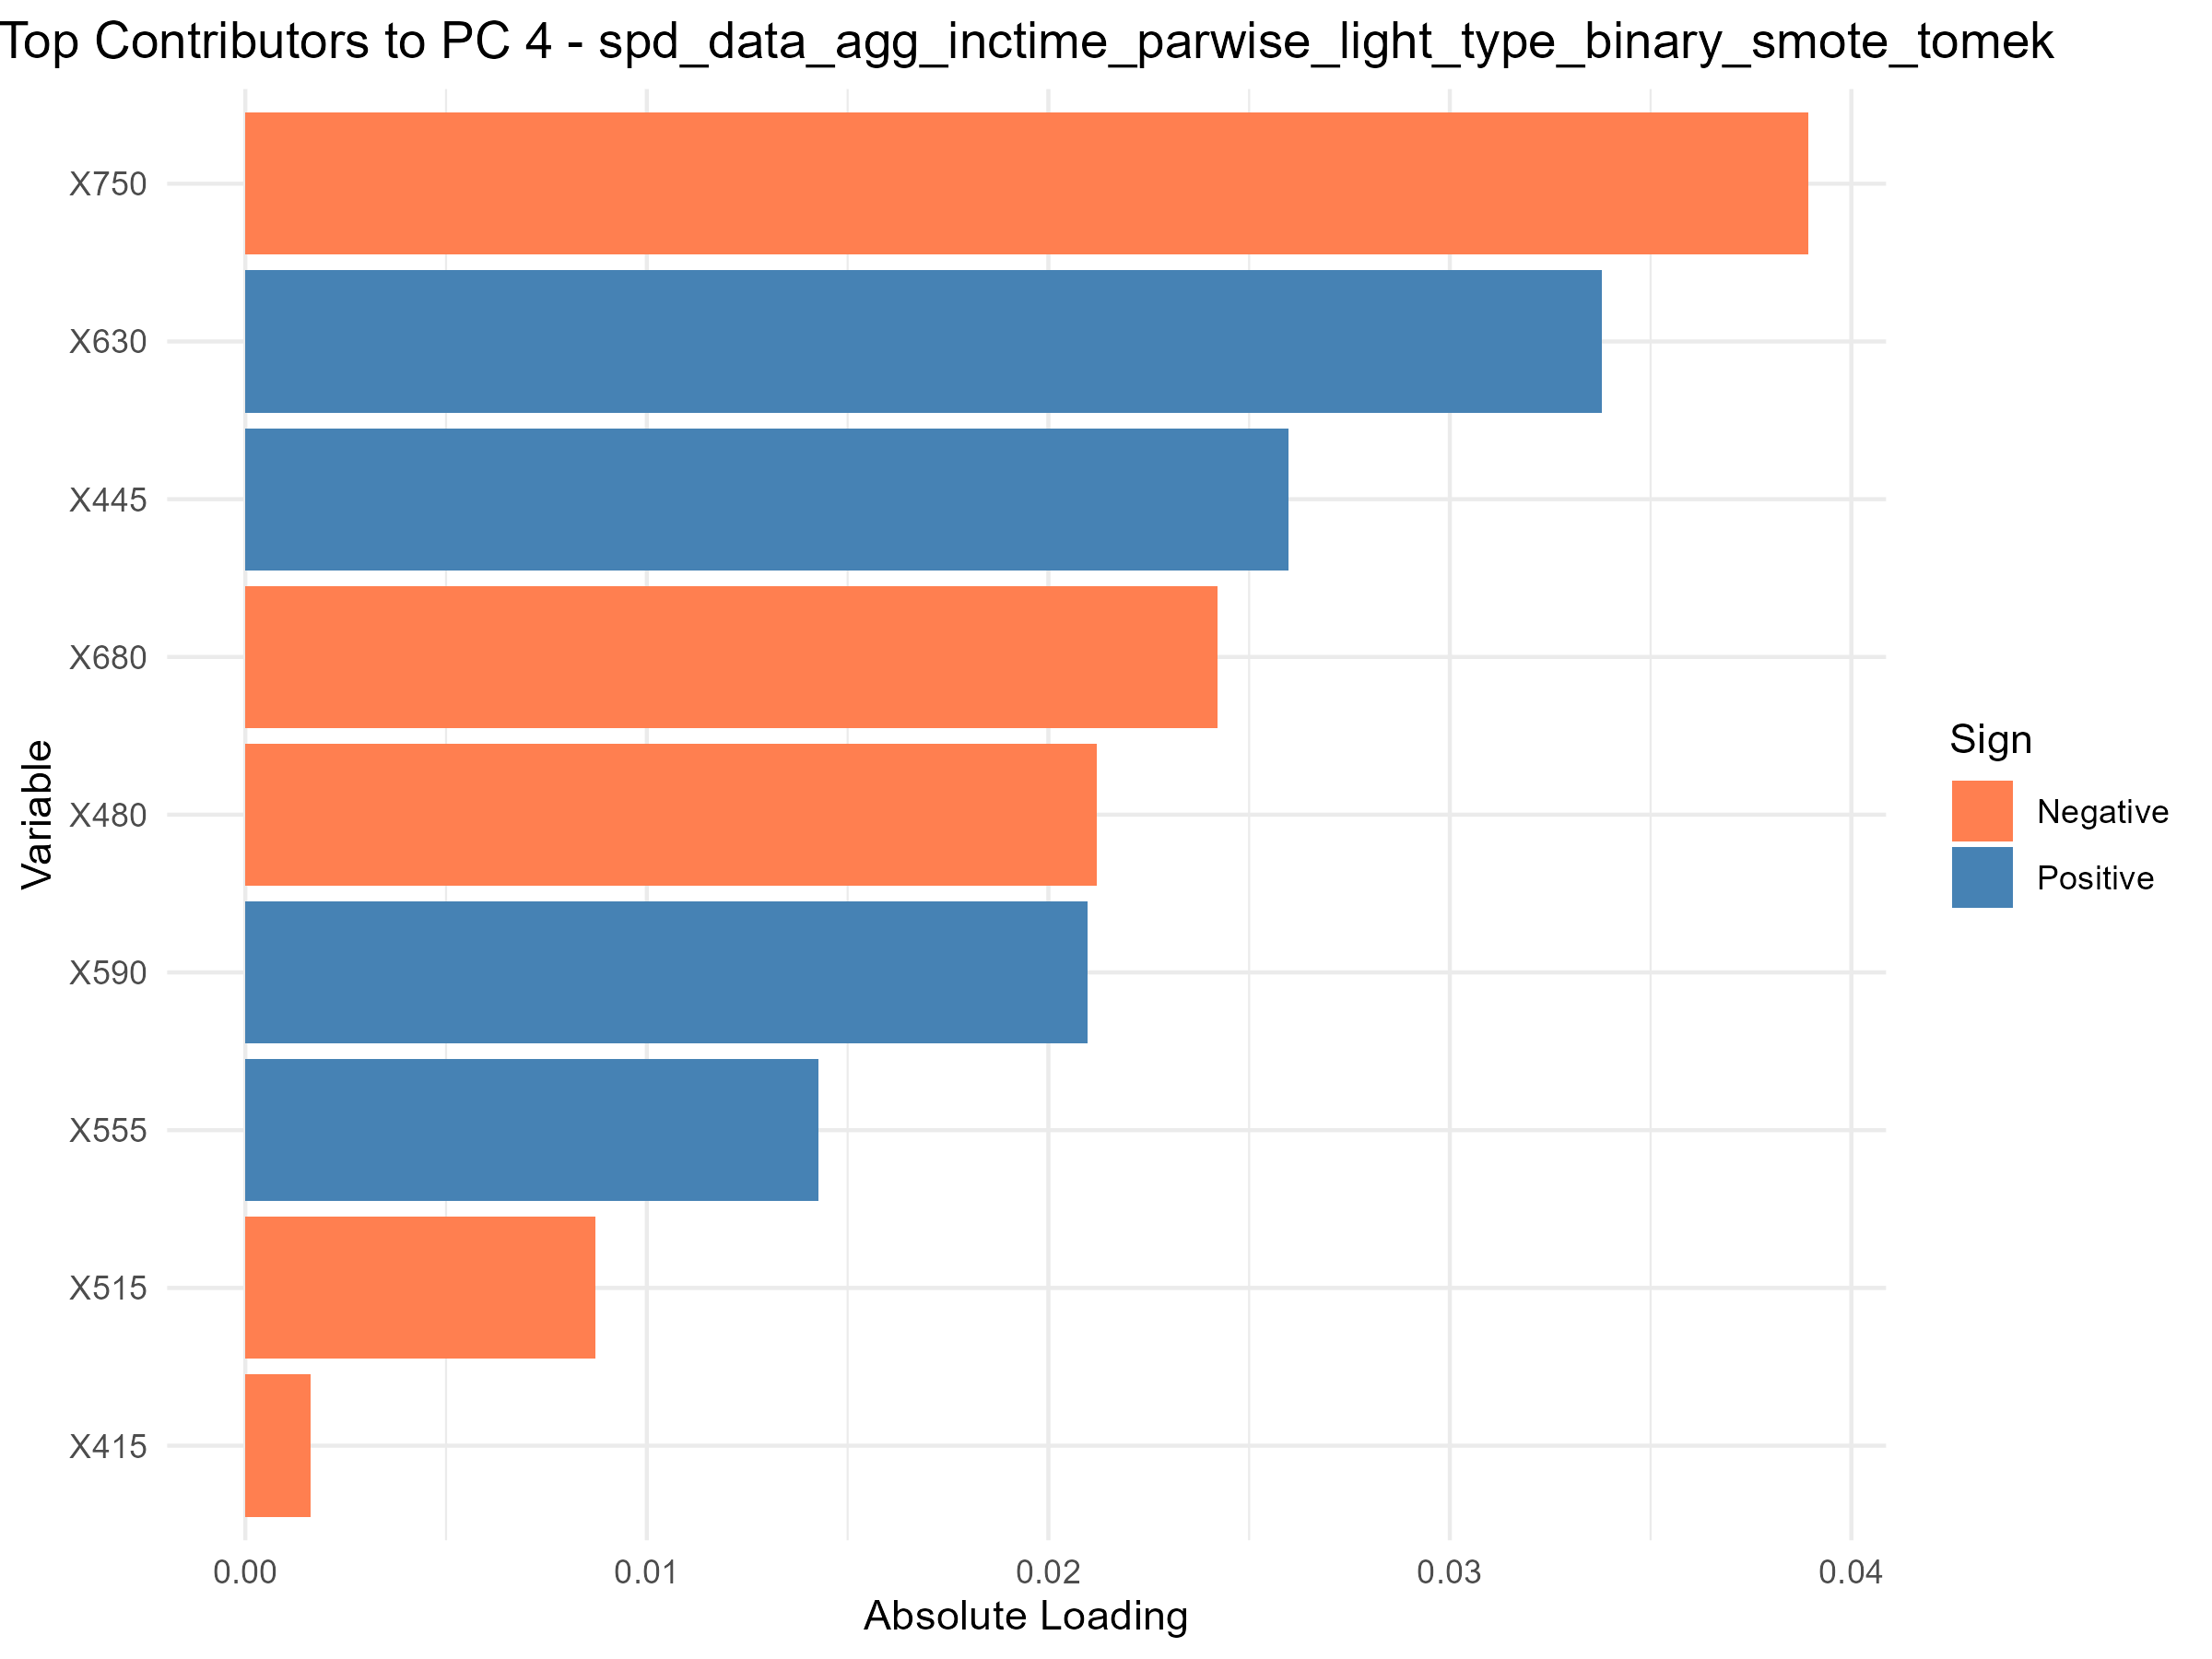 Top Contributors to PC 4 - spd_data_agg_inctime_parwise_light_type_binary_smote_tomek
X750
X630
X445
X680
X480
X590
X555
X515
X415
Variable
0.00 0.01 0.02 0.03 0.04
Absolute Loading
Sign
Negative
Positive